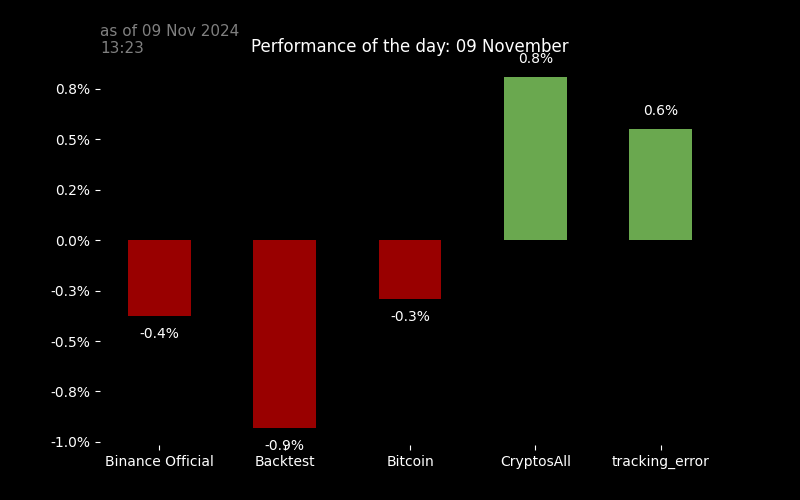 as of 09 Nov 2024
13:23
Performance of the day: 09 November
0.8%
0.8%
0.6%
0.5%
0.2%
0.0%
-0.3%
-0.3%
-0.4%
-0.5%
-0.8%
-0.9%
-1.0%
Binance Official
Backtest
Bitcoin
CryptosAll
tracking_error